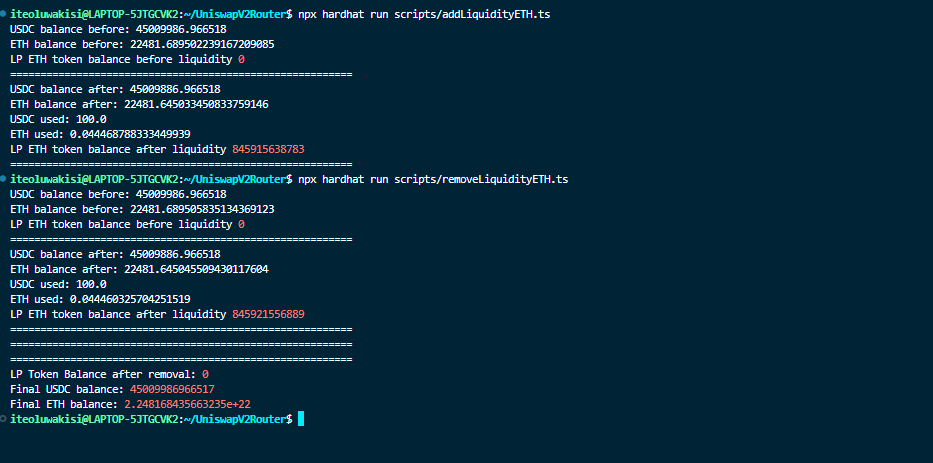 iteoluwakisi@LAPTOP-5JTGCVK2:~/UniswapV2Router$ npx hardhat run scripts/addLiquidityETH.ts
USDC balance before: 45009986.966518
ETH balance before: 22481.689502239167209085
LP ETH token balance before liquidity 0
=========================================================
USDC balance after: 45009886.966518
ETH balance after: 22481.645033450833759146
USDC used: 100.0
ETH used: 0.044468788333449939
LP ETH token balance after liquidity 845915638783
=========================================================
iteoluwakisi@LAPTOP-5JTGCVK2:~/UniswapV2Router$ npx hardhat run scripts/removeLiquidityETH.ts
USDC balance before: 45009986.966518
ETH balance before: 22481.689505835134369123
LP ETH token balance before liquidity 0
=========================================================
USDC balance after: 45009886.966518
ETH balance after: 22481.645045509430117604
USDC used: 100.0
ETH used: 0.044460325704251519
LP ETH token balance after liquidity 845921556889
=========================================================
=========================================================
=========================================================
LP Token Balance after removal: 0
Final USDC balance: 45009986966517
Final ETH balance: 2.248168435663235e+22
iteoluwakisi@LAPTOP-5JTGCVK2:~/UniswapV2Router$